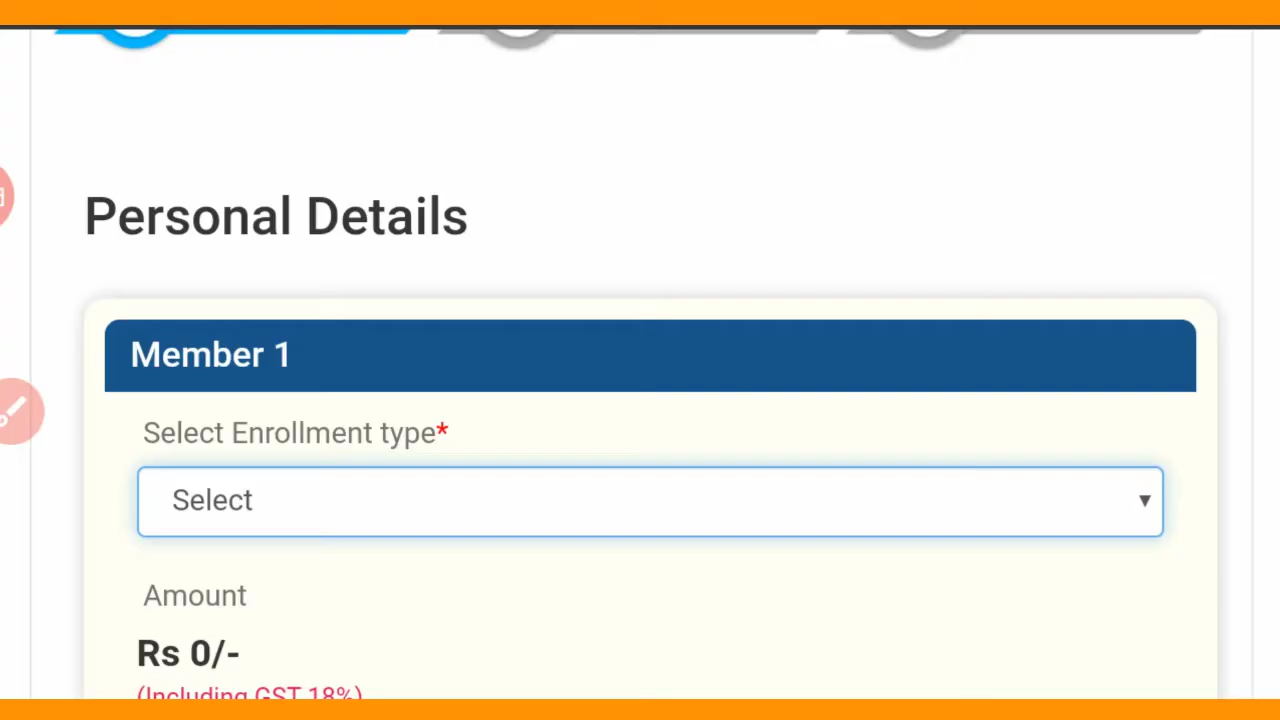 Personal Details
Member 1
Select Enrollment type*
Select
Amount
Rs 0/-
(Including GST 18%)